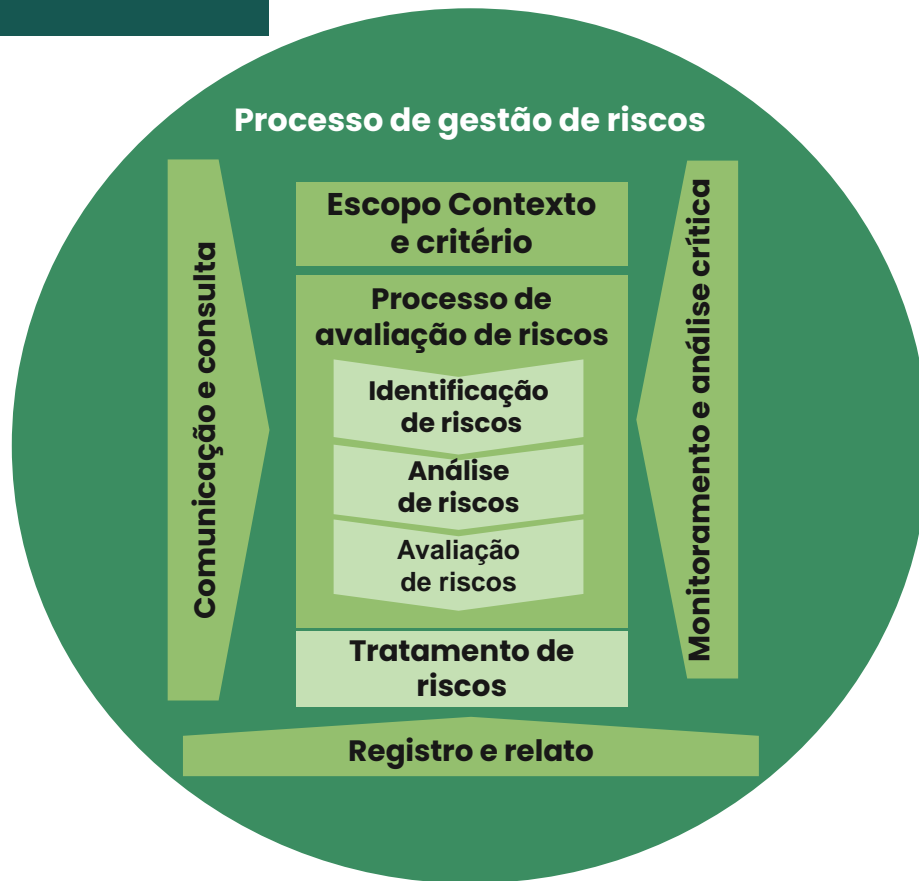 Processo de gestão de riscos
Comunicação e consulta
Escopo Contexto
e critério
Processo de
avaliação de riscos
Identificação
de riscos
Análise
de riscos
Avaliação
de riscos
Tratamento de
riscos
Monitoramento e análise crítica
Registro e relato